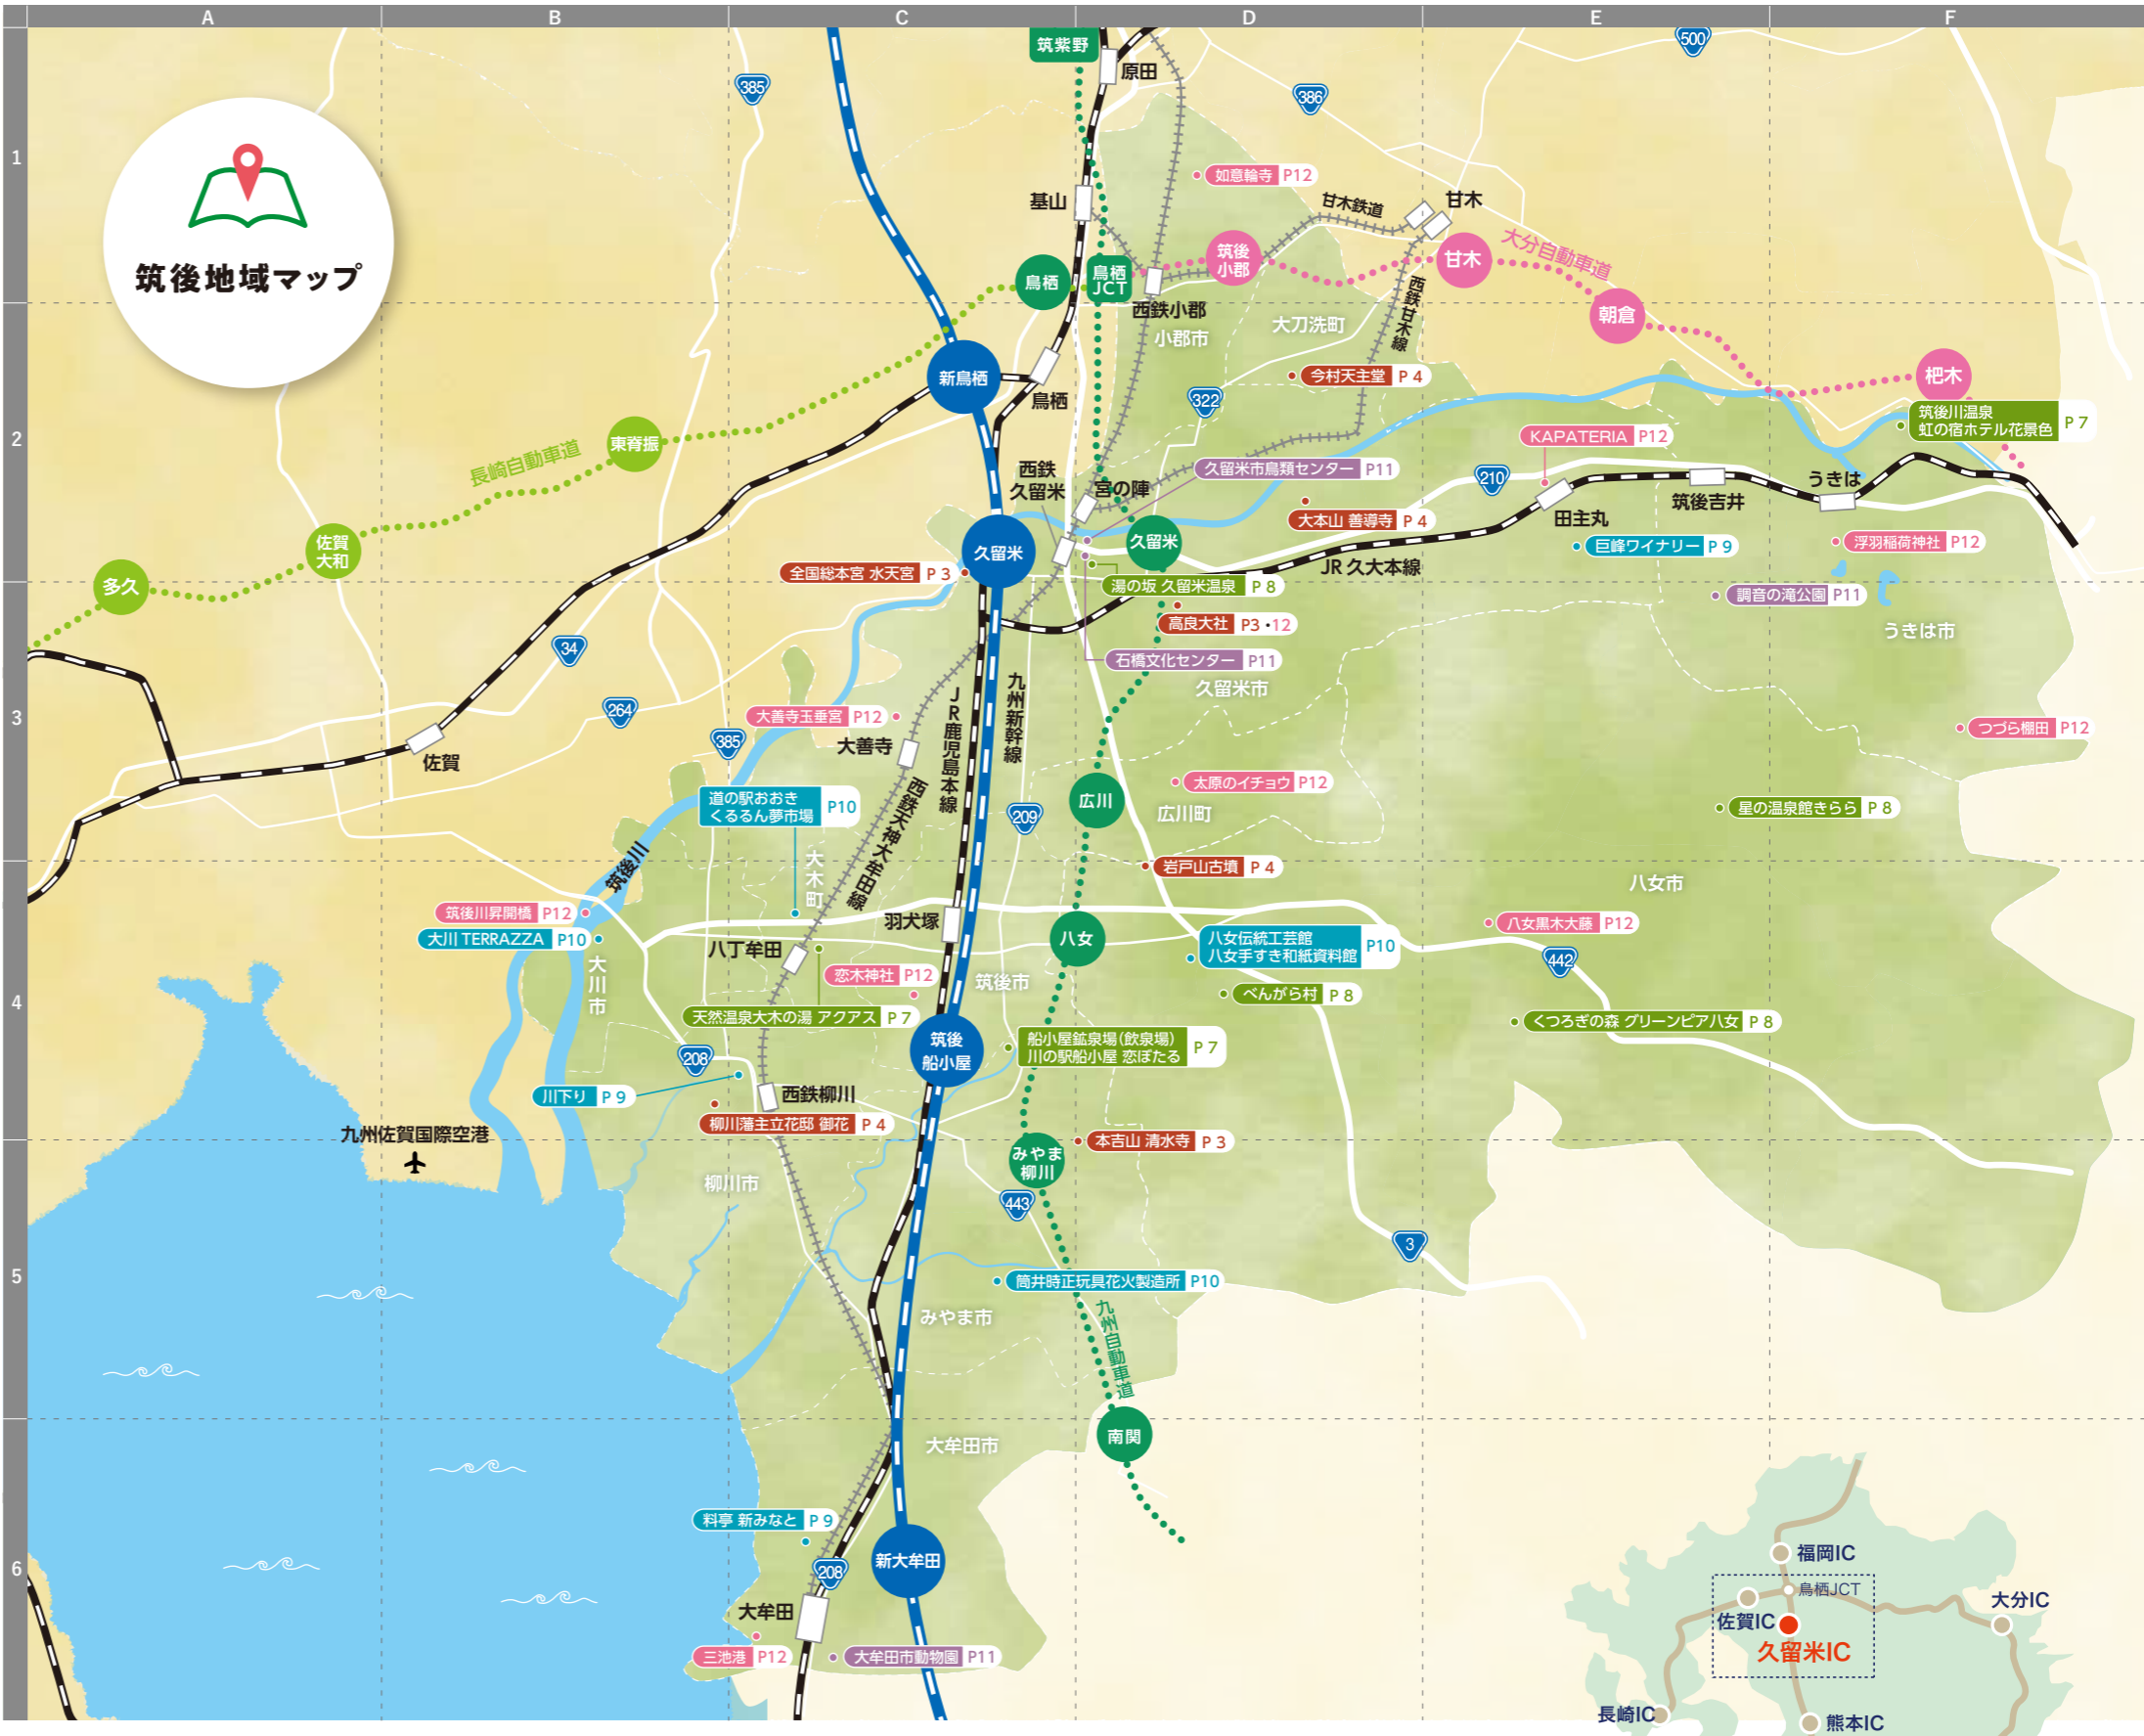 A B C D E F
1
2
3
4
5
6
筑後地域マップ
筑紫野
原田
500
385
386
如意輪寺 P12
基山
甘木鉄道
甘木
筑後
小郡
甘木
大分自動車道
鳥栖
鳥栖
JCT
西鉄小郡
小郡市
大刀洗町
西鉄甘木線
朝倉
新鳥栖
鳥栖
今村天主堂 P 4
杷木
322
筑後川温泉
虹の宿ホテル花景色 P 7
東脊振
長崎自動車道
KAPATERIA P12
西鉄
久留米
宮の陣
久留米市鳥類センター P11
210
筑後吉井
うきは
田主丸
大本山 善導寺 P 4
佐賀
大和
久留米
久留米
巨峰ワイナリー P 9
浮羽稲荷神社 P12
JR 久大本線
多久
全国総本宮 水天宮 P 3
湯の坂 久留米温泉 P 8
調音の滝公園 P11
高良大社 P3・12
うきは市
34
石橋文化センター P11
久留米市
264
385
大善寺玉垂宮 P12
大善寺
JR鹿児島本線
九州新幹線
つづら棚田 P12
佐賀
西鉄天神大牟田線
太原のイチョウ P12
道の駅おおき
くるるん夢市場 P10
広川
広川町
209
星の温泉館きらら P 8
筑後川
大木町
岩戸山古墳 P 4
八女市
筑後川昇開橋 P12
羽犬塚
八女黒木大藤 P12
大川 TERRAZZA P10
八丁牟田
八女
八女伝統工芸館
八女手すき和紙資料館 P10
442
大川市
恋木神社 P12
筑後市
べんがら村 P 8
天然温泉大木の湯 アクアス P 7
くつろぎの森 グリーンピア八女 P 8
筑後
船小屋
船小屋鉱泉場(飲泉場)
川の駅船小屋 恋ぼたる P 7
208
川下り P 9
西鉄柳川
柳川藩主立花邸 御花 P 4
九州佐賀国際空港
本吉山 清水寺 P 3
みやま
柳川
柳川市
443
3
筒井時正玩具花火製造所 P10
みやま市
九州自動車道
大牟田市
南関
料亭 新みなと P 9
新大牟田
208
大牟田
三池港 P12
大牟田市動物園 P11
福岡IC
鳥栖JCT
佐賀IC
大分IC
久留米IC
長崎IC
熊本IC